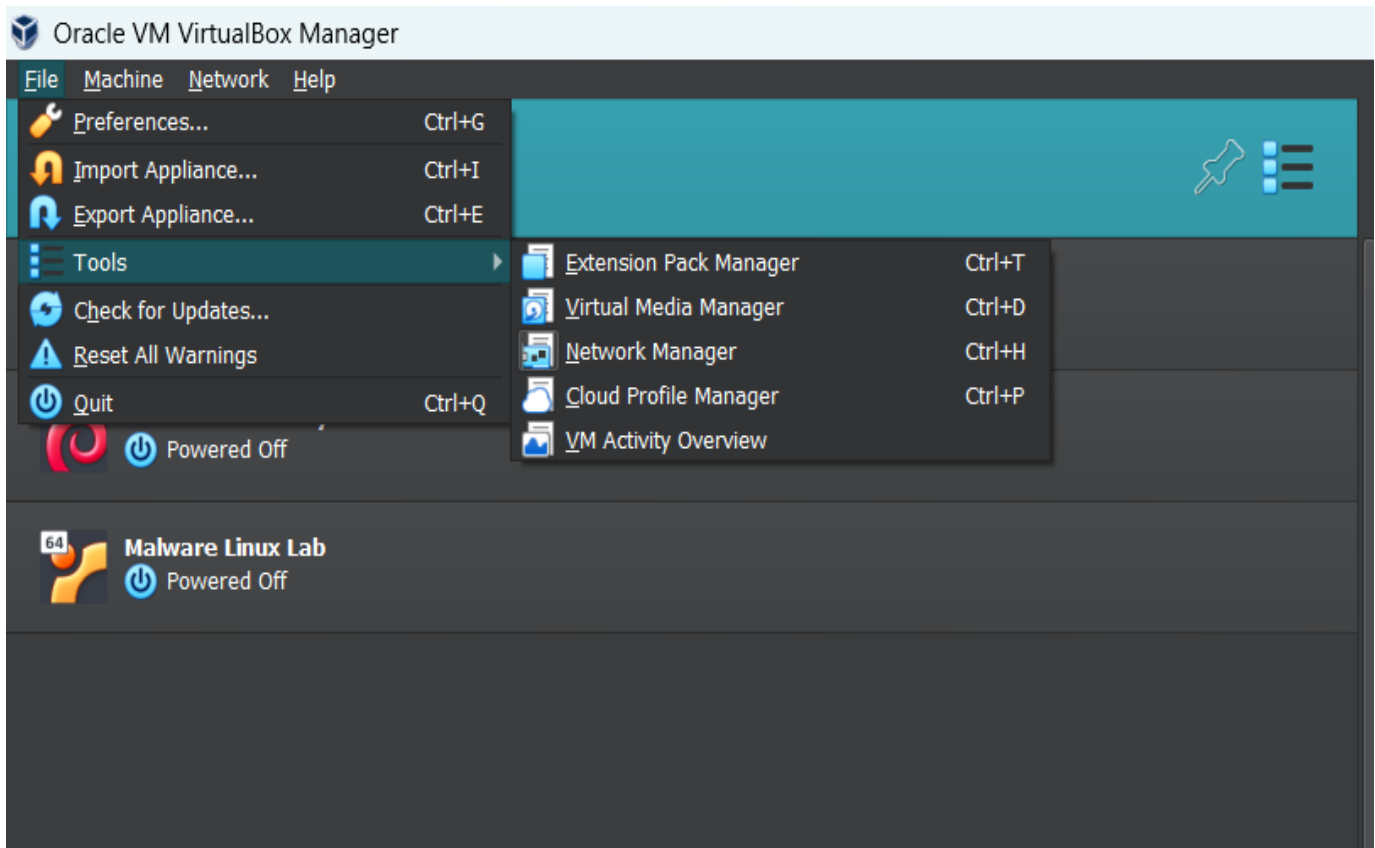 Oracle VM VirtualBox Manager
File Machine Network Help
Preferences... Ctrl+G
Import Appliance... Ctrl+I
Export Appliance... Ctrl+E
Tools
Extension Pack Manager Ctrl+T
Check for Updates...
Virtual Media Manager Ctrl+D
Reset All Warnings
Network Manager Ctrl+H
Quit Ctrl+Q
Cloud Profile Manager Ctrl+P
VM Activity Overview
Powered Off
64
Malware Linux Lab
Powered Off